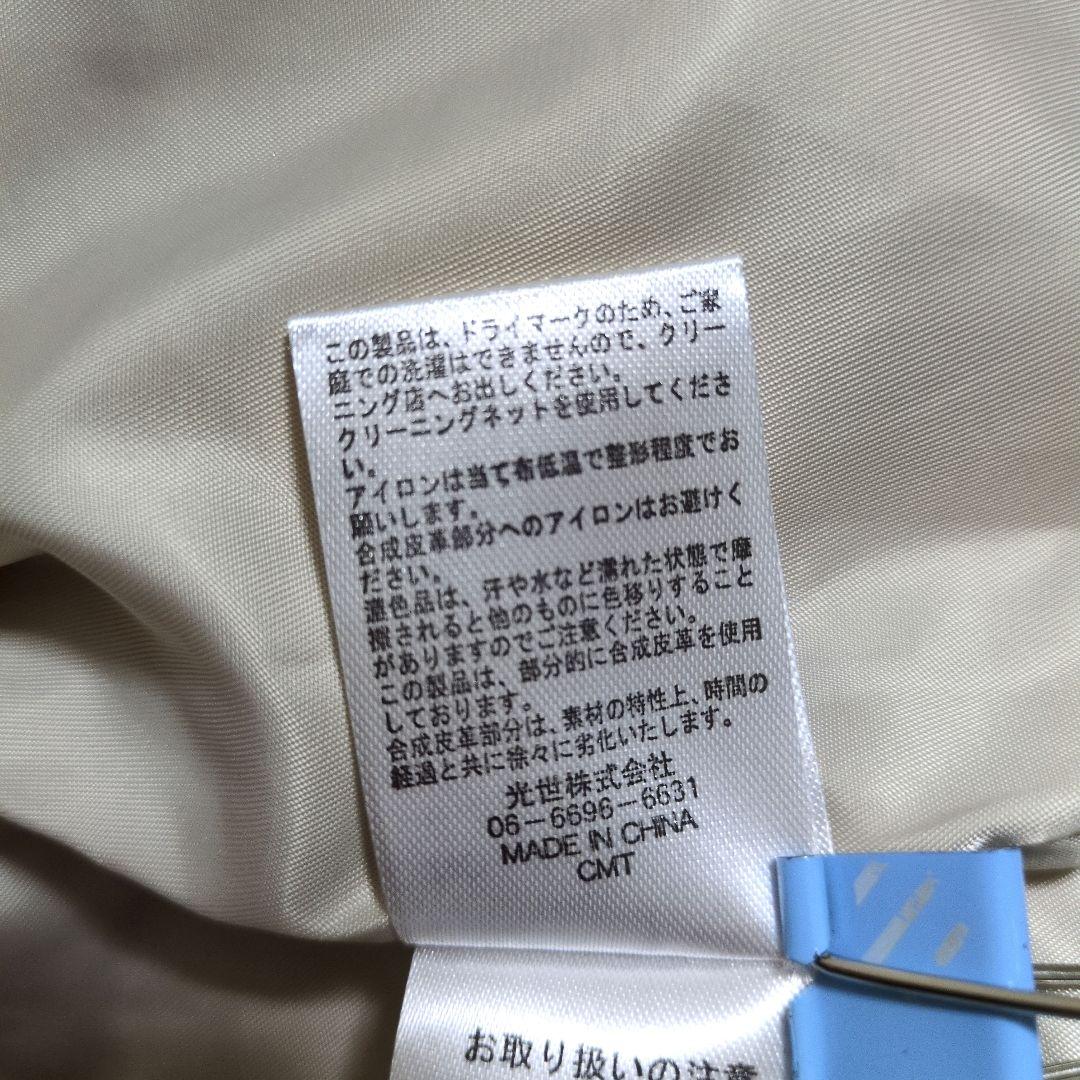 この製品は、ドライマークのため、ご家
庭での洗濯はできませんので、クリー
ニング店へお出しください。
クリーニングネットを使用してくださ
い。
アイロンは当て布低温で整形程度でお
願いします。
合成皮革部分へのアイロンはお避けく
ださい。
濃色品は、汗や水など濡れた状態で摩
擦されると他のものに色移りすること
がありますのでご注意ください。
この製品は、部分的に合成皮革を使用
しております。
合成皮革部分は、素材の特性上、時間の
経過と共に徐々に劣化いたします。
光世株式会社
06-6696-6631
MADE IN CHINA
CMT
お取り扱いの注意